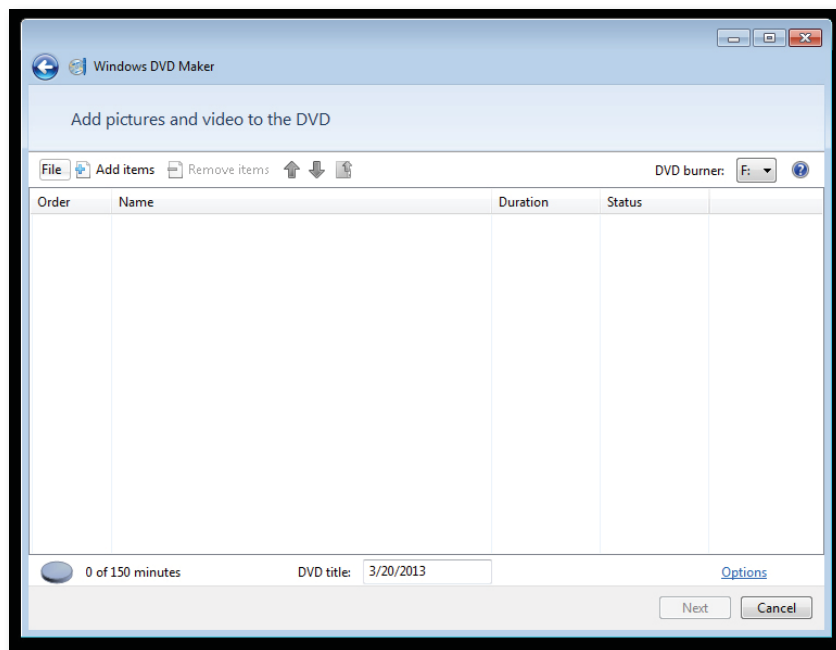 Windows DVD Maker
Add pictures and video to the DVD
File Add items Remove items DVD burner: F:
Order Name Duration Status
0 of 150 minutes DVD title: 3/20/2013 Options
Next Cancel